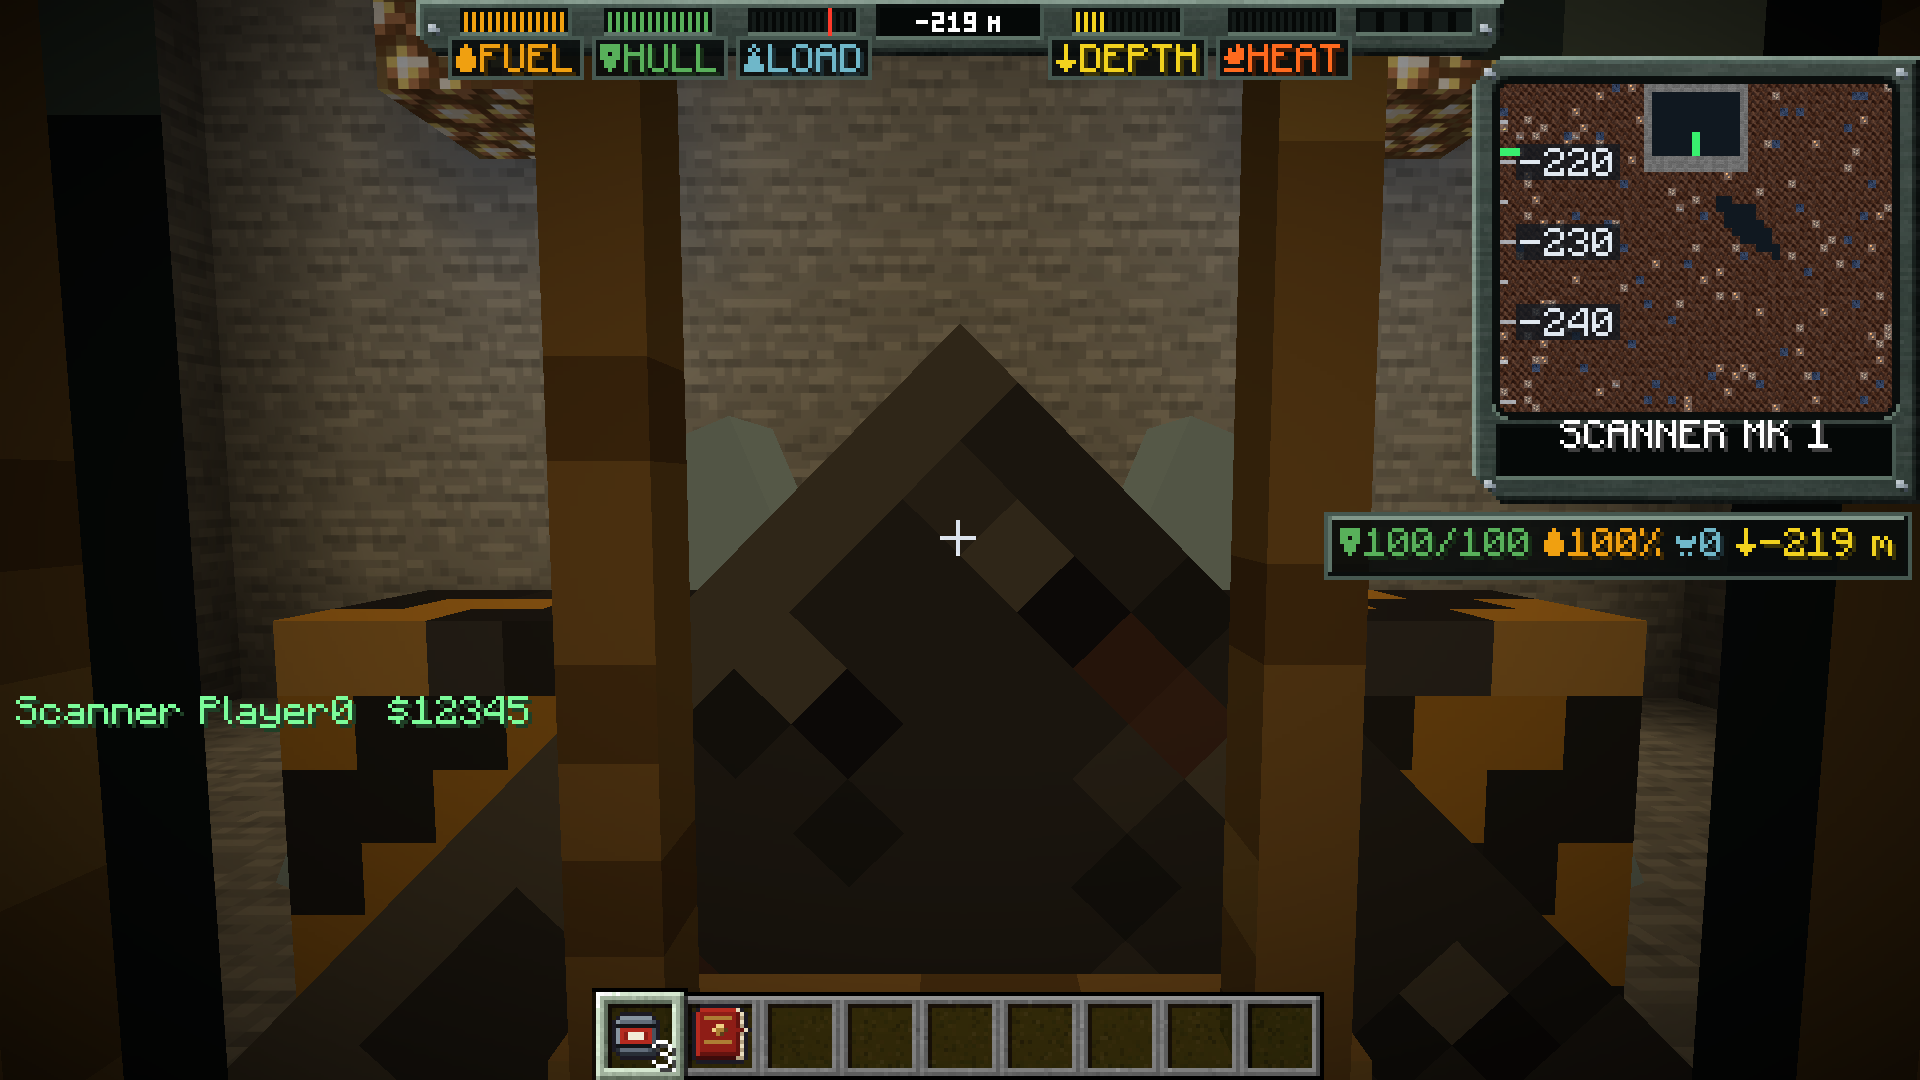 -219 м
FUEL HULL LOAD DEPTH HEAT
-220
-230
-240
SCANNER MK 1
100/100 100% 0 -219 m
Scanner Player0 $12345
3